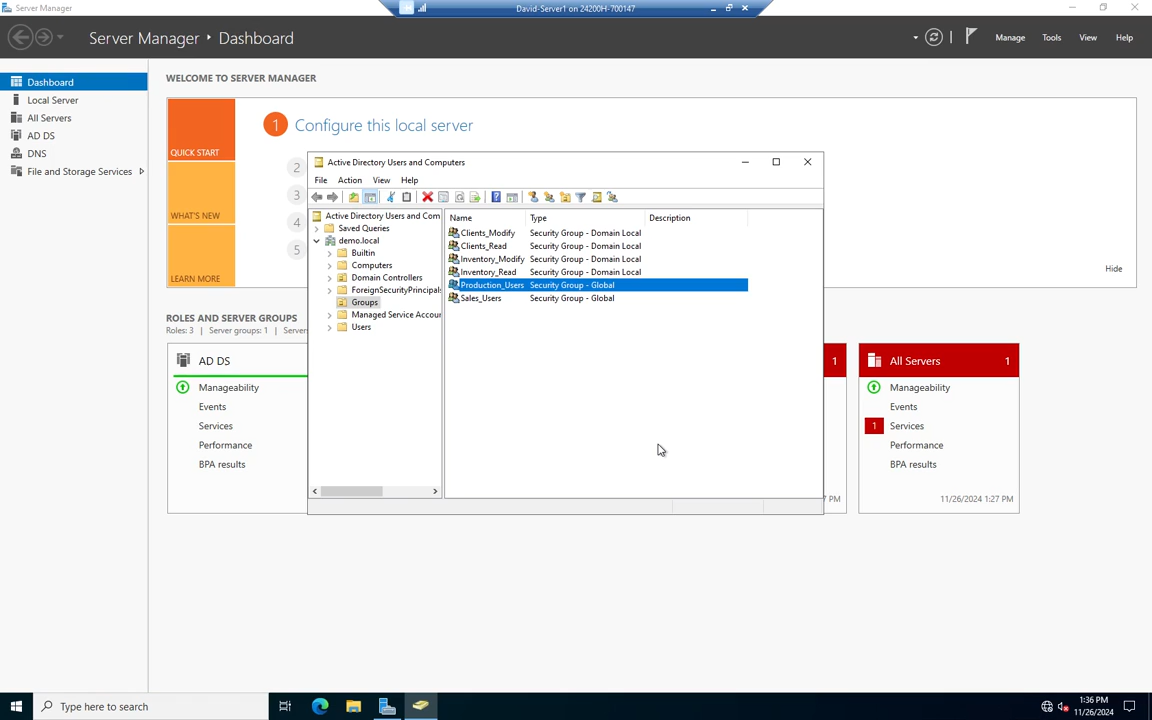 Server Manager
David-Server1 on 24200H-700147
Server Manager • Dashboard
Manage
Tools
View
Help
Dashboard
Local Server
All Servers
AD DS
DNS
File and Storage Services
WELCOME TO SERVER MANAGER
QUICK START
WHAT'S NEW
LEARN MORE
1 Configure this local server
2
3
4
5
Hide
Active Directory Users and Computers
File Action View Help
Active Directory Users and Com
Saved Queries
demo.local
Builtin
Computers
Domain Controllers
ForeignSecurityPrincipals
Groups
Managed Service Accour
Users
Name Type Description
Clients_Modify Security Group - Domain Local
Clients_Read Security Group - Domain Local
Inventory_Modify Security Group - Domain Local
Inventory_Read Security Group - Domain Local
Production_Users Security Group - Global
Sales_Users Security Group - Global
ROLES AND SERVER GROUPS
Roles: 3 | Server groups: 1 | Server
AD DS
Manageability
Events
Services
Performance
BPA results
1
7 PM
All Servers 1
Manageability
Events
1 Services
Performance
BPA results
11/26/2024 1:27 PM
Type here to search
1:36 PM
11/26/2024